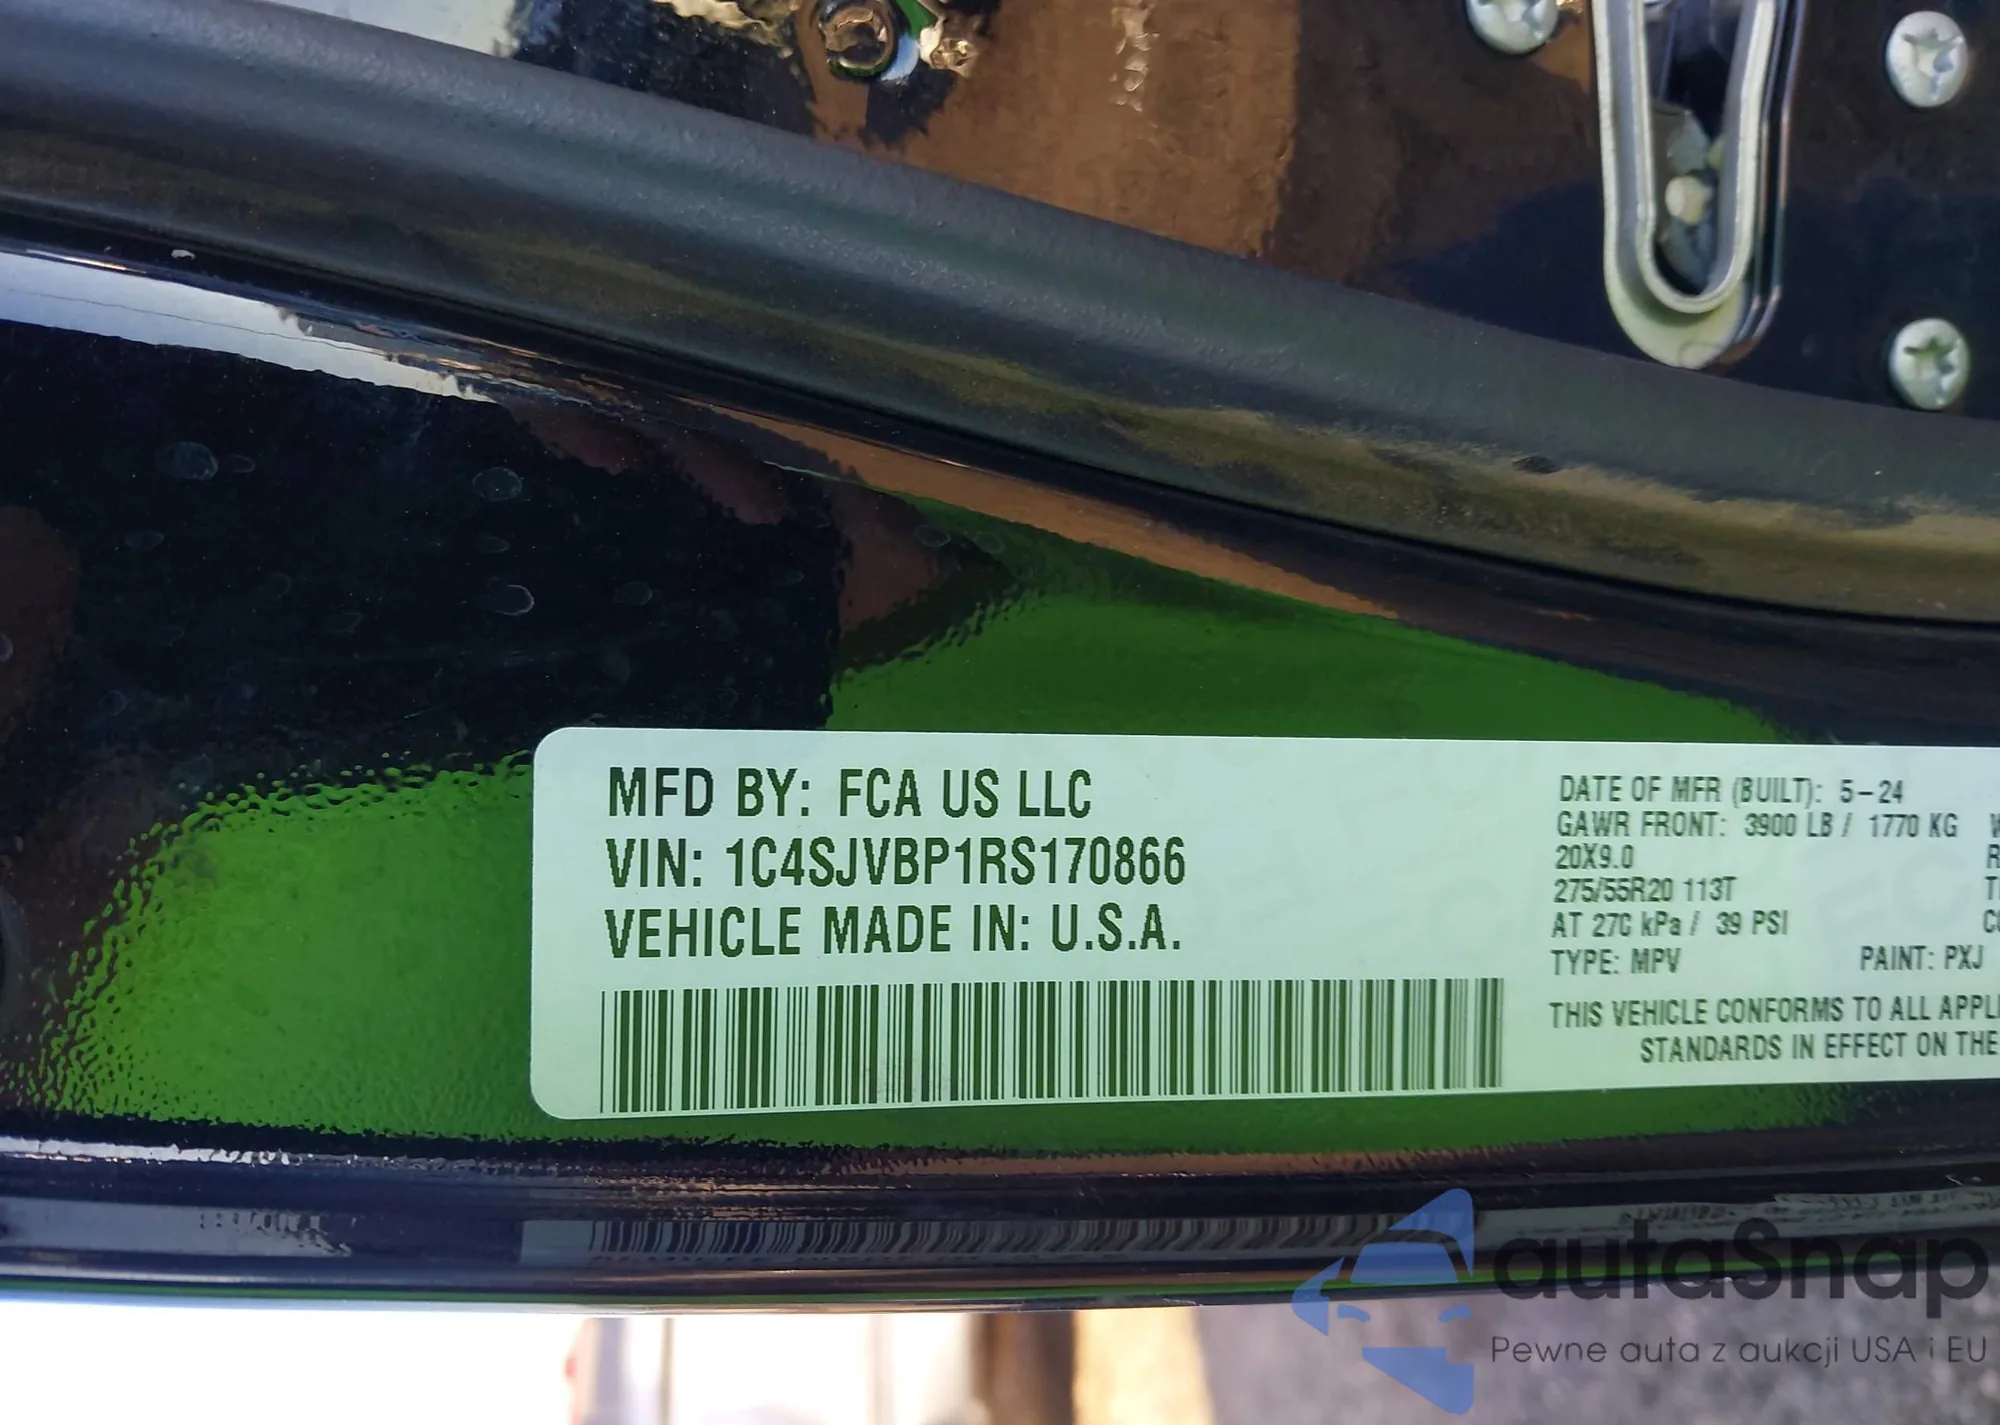 MFD BY: FCA US LLC
VIN: 1C4SJVBP1RS170866
VEHICLE MADE IN: U.S.A.
DATE OF MFR (BUILT): 5-24
GAWR FRONT: 3900 LB / 1770 KG
20X9.0
275/55R20 113T
AT 270 kPa / 39 PSI
TYPE: MPV PAINT: PXJ
THIS VEHICLE CONFORMS TO ALL APPLI
STANDARDS IN EFFECT ON THE
autaSnap
Pewne auta z aukcji USA i EU